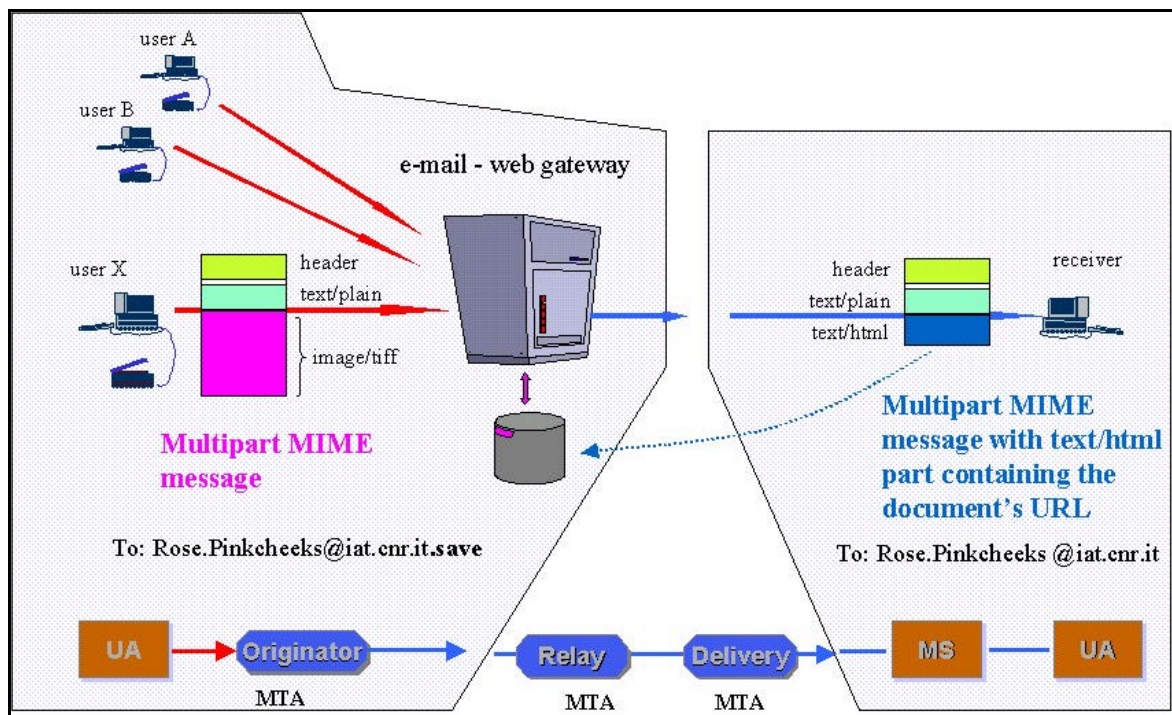 user A
user B
e-mail - web gateway
user X
header
text/plain
image/tiff
header
text/plain
text/html
receiver
Multipart MIME
message
Multipart MIME
message with text/html
part containing the
document's URL
To: Rose.Pinkcheeks@iat.cnr.it.save
To: Rose.Pinkcheeks @iat.cnr.it
UA
Originator
Relay
Delivery
MS
UA
MTA
MTA
MTA